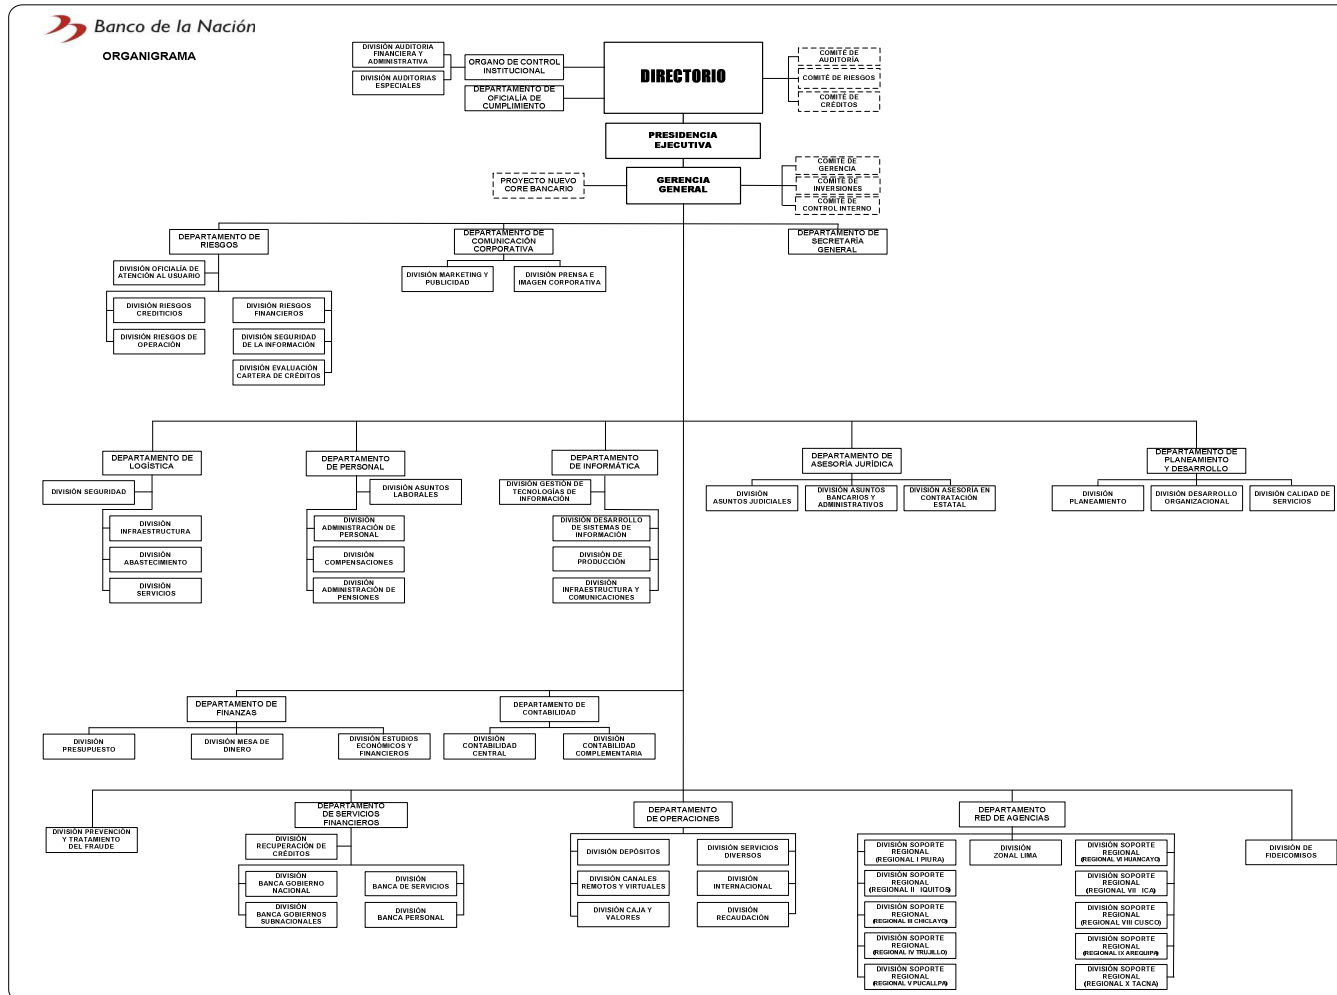 Banco de la Nación
ORGANIGRAMA
DIVISIÓN AUDITORIA
FINANCIERA Y
ADMINISTRATIVA
DIVISIÓN AUDITORIAS
ESPECIALES
ORGANO DE CONTROL
INSTITUCIONAL
DEPARTAMENTO DE
OFICIALÍA DE
CUMPLIMIENTO
DIRECTORIO
COMITÉ DE
AUDITORÍA
COMITÉ DE RIESGOS
COMITÉ DE
CRÉDITOS
PRESIDENCIA
EJECUTIVA
PROYECTO NUEVO
CORE BANCARIO
GERENCIA
GENERAL
COMITÉ DE
GERENCIA
COMITÉ DE
INVERSIONES
COMITÉ DE
CONTROL INTERNO
DEPARTAMENTO DE
RIESGOS
DEPARTAMENTO DE
COMUNICACIÓN
CORPORATIVA
DEPARTAMENTO DE
SECRETARÍA
GENERAL
DIVISIÓN OFICIALÍA DE
ATENCIÓN AL USUARIO
DIVISIÓN MARKETING Y
PUBLICIDAD
DIVISIÓN PRENSA E
IMAGEN CORPORATIVA
DIVISIÓN RIESGOS
CREDITICIOS
DIVISIÓN RIESGOS
FINANCIEROS
DIVISIÓN RIESGOS DE
OPERACIÓN
DIVISIÓN SEGURIDAD
DE LA INFORMACIÓN
DIVISIÓN EVALUACIÓN
CARTERA DE CRÉDITOS
DEPARTAMENTO DE
LOGÍSTICA
DEPARTAMENTO
DE PERSONAL
DEPARTAMENTO
DE INFORMÁTICA
DEPARTAMENTO DE
ASESORÍA JURÍDICA
DEPARTAMENTO DE
PLANEAMIENTO
Y DESARROLLO
DIVISIÓN SEGURIDAD
DIVISIÓN
INFRAESTRUCTURA
DIVISIÓN
ABASTECIMIENTO
DIVISIÓN
SERVICIOS
DIVISIÓN ASUNTOS
LABORALES
DIVISIÓN
ADMINISTRACIÓN DE
PERSONAL
DIVISIÓN
COMPENSACIONES
DIVISIÓN
ADMINISTRACIÓN DE
PENSIONES
DIVISIÓN GESTIÓN DE
TECNOLOGÍAS DE
INFORMACIÓN
DIVISIÓN DESARROLLO
DE SISTEMAS DE
INFORMACIÓN
DIVISIÓN DE
PRODUCCIÓN
DIVISIÓN
INFRAESTRUCTURA Y
COMUNICACIONES
DIVISIÓN
ASUNTOS JUDICIALES
DIVISIÓN ASUNTOS
BANCARIOS Y
ADMINISTRATIVOS
DIVISIÓN ASESORÍA EN
CONTRATACIÓN
ESTATAL
DIVISIÓN
PLANEAMIENTO
DIVISIÓN DESARROLLO
ORGANIZACIONAL
DIVISIÓN CALIDAD DE
SERVICIOS
DEPARTAMENTO DE
FINANZAS
DEPARTAMENTO DE
CONTABILIDAD
DIVISIÓN
PRESUPUESTO
DIVISIÓN MESA DE
DINERO
DIVISIÓN ESTUDIOS
ECONÓMICOS Y
FINANCIEROS
DIVISIÓN
CONTABILIDAD
CENTRAL
DIVISIÓN
CONTABILIDAD
COMPLEMENTARIA
DIVISIÓN PREVENCIÓN
Y TRATAMIENTO
DEL FRAUDE
DEPARTAMENTO
DE SERVICIOS
FINANCIEROS
DEPARTAMENTO
DE OPERACIONES
DEPARTAMENTO
RED DE AGENCIAS
DIVISIÓN DE
FIDEICOMISOS
DIVISIÓN
RECUPERACIÓN DE
CRÉDITOS
DIVISIÓN
BANCA GOBIERNO
NACIONAL
DIVISIÓN
BANCA DE SERVICIOS
DIVISIÓN
BANCA GOBIERNOS
SUBNACIONALES
DIVISIÓN
BANCA PERSONAL
DIVISIÓN DEPÓSITOS
DIVISIÓN SERVICIOS
DIVERSOS
DIVISIÓN CANALES
REMOTOS Y VIRTUALES
DIVISIÓN
INTERNACIONAL
DIVISIÓN CAJA Y
VALORES
DIVISIÓN
RECAUDACIÓN
DIVISIÓN SOPORTE
REGIONAL
(REGIONAL I PIURA)
DIVISIÓN SOPORTE
REGIONAL
(REGIONAL II IQUITOS)
DIVISIÓN SOPORTE
REGIONAL
(REGIONAL III CHICLAYO)
DIVISIÓN SOPORTE
REGIONAL
(REGIONAL IV TRUJILLO)
DIVISIÓN SOPORTE
REGIONAL
(REGIONAL V PUCALLPA)
DIVISIÓN
ZONAL LIMA
DIVISIÓN SOPORTE
REGIONAL
(REGIONAL VI HUANCAYO)
DIVISIÓN SOPORTE
REGIONAL
(REGIONAL VII ICA)
DIVISIÓN SOPORTE
REGIONAL
(REGIONAL VIII CUSCO)
DIVISIÓN SOPORTE
REGIONAL
(REGIONAL IX AREQUIPA)
DIVISIÓN SOPORTE
REGIONAL
(REGIONAL X TACNA)